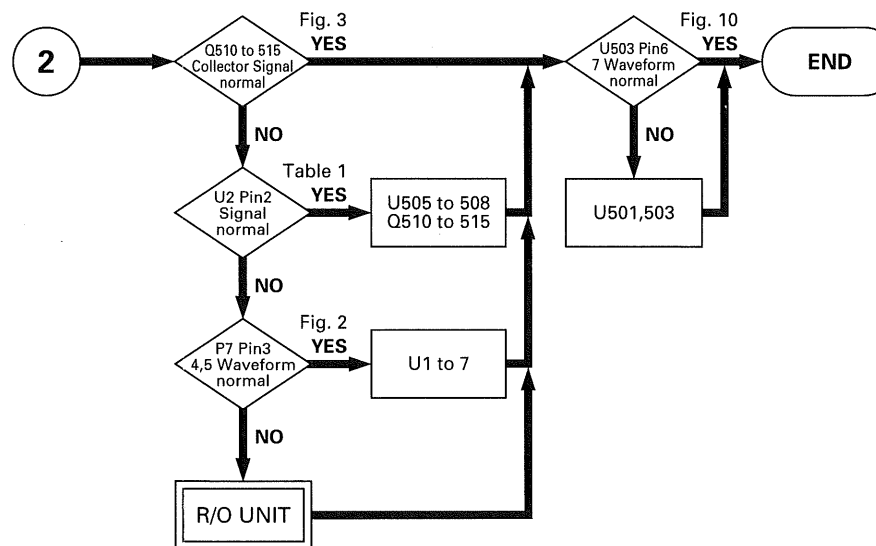 Fig. 3
Fig. 10
2
Q510 to 515
Collector Signal
normal
YES
U503 Pin6
7 Waveform
normal
YES
END
NO
NO
Table 1
U2 Pin2
Signal
normal
YES
U505 to 508
Q510 to 515
U501,503
NO
Fig. 2
P7 Pin3
4,5 Waveform
normal
YES
U1 to 7
NO
R/O UNIT